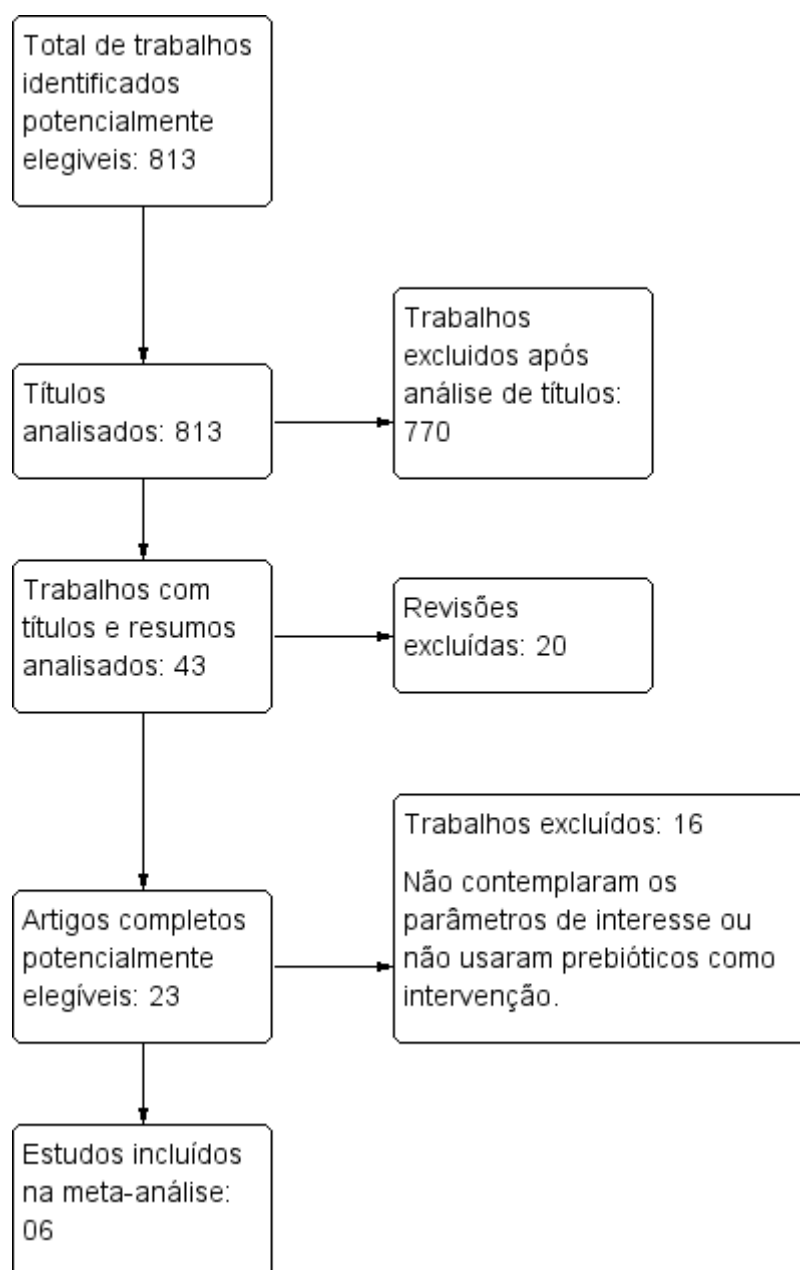 Total de trabalhos
identificados
potencialmente
elegiveis: 813
Títulos
analisados: 813
Trabalhos
excluidos após
análise de títulos:
770
Trabalhos com
títulos e resumos
analisados: 43
Revisões
excluídas: 20
Artigos completos
potencialmente
elegíveis: 23
Trabalhos excluídos: 16
Não contemplaram os
parâmetros de interesse ou
não usaram prebióticos como
intervenção.
Estudos incluídos
na meta-análise:
06